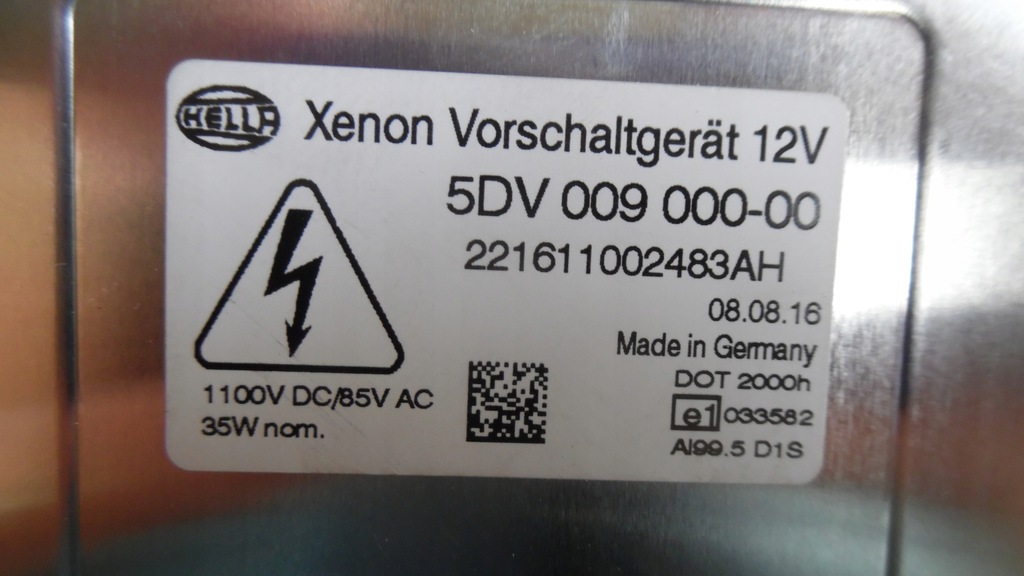 HELLA Xenon Vorschaltgerät 12V
5DV 009 000-00
221611002483AH
08.08.16
Made in Germany
DOT 2000h
e1 033582
Al99.5 D1S
1100V DC/85V AC
35W nom.